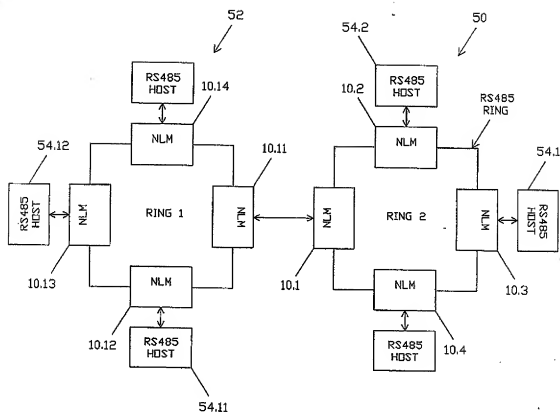 52
50
54.2
RS485
HOST
RS485
HOST
10.14
10.2
RS485
RING
NLM
NLM
54.12
10.11
54.1
RS485
HOST
NLM
RING 1
NLM
NLM
RING 2
NLM
RS485
HOST
10.13
NLM
10.1
NLM
10.3
10.12
10.4
RS485
HOST
RS485
HOST
54.11